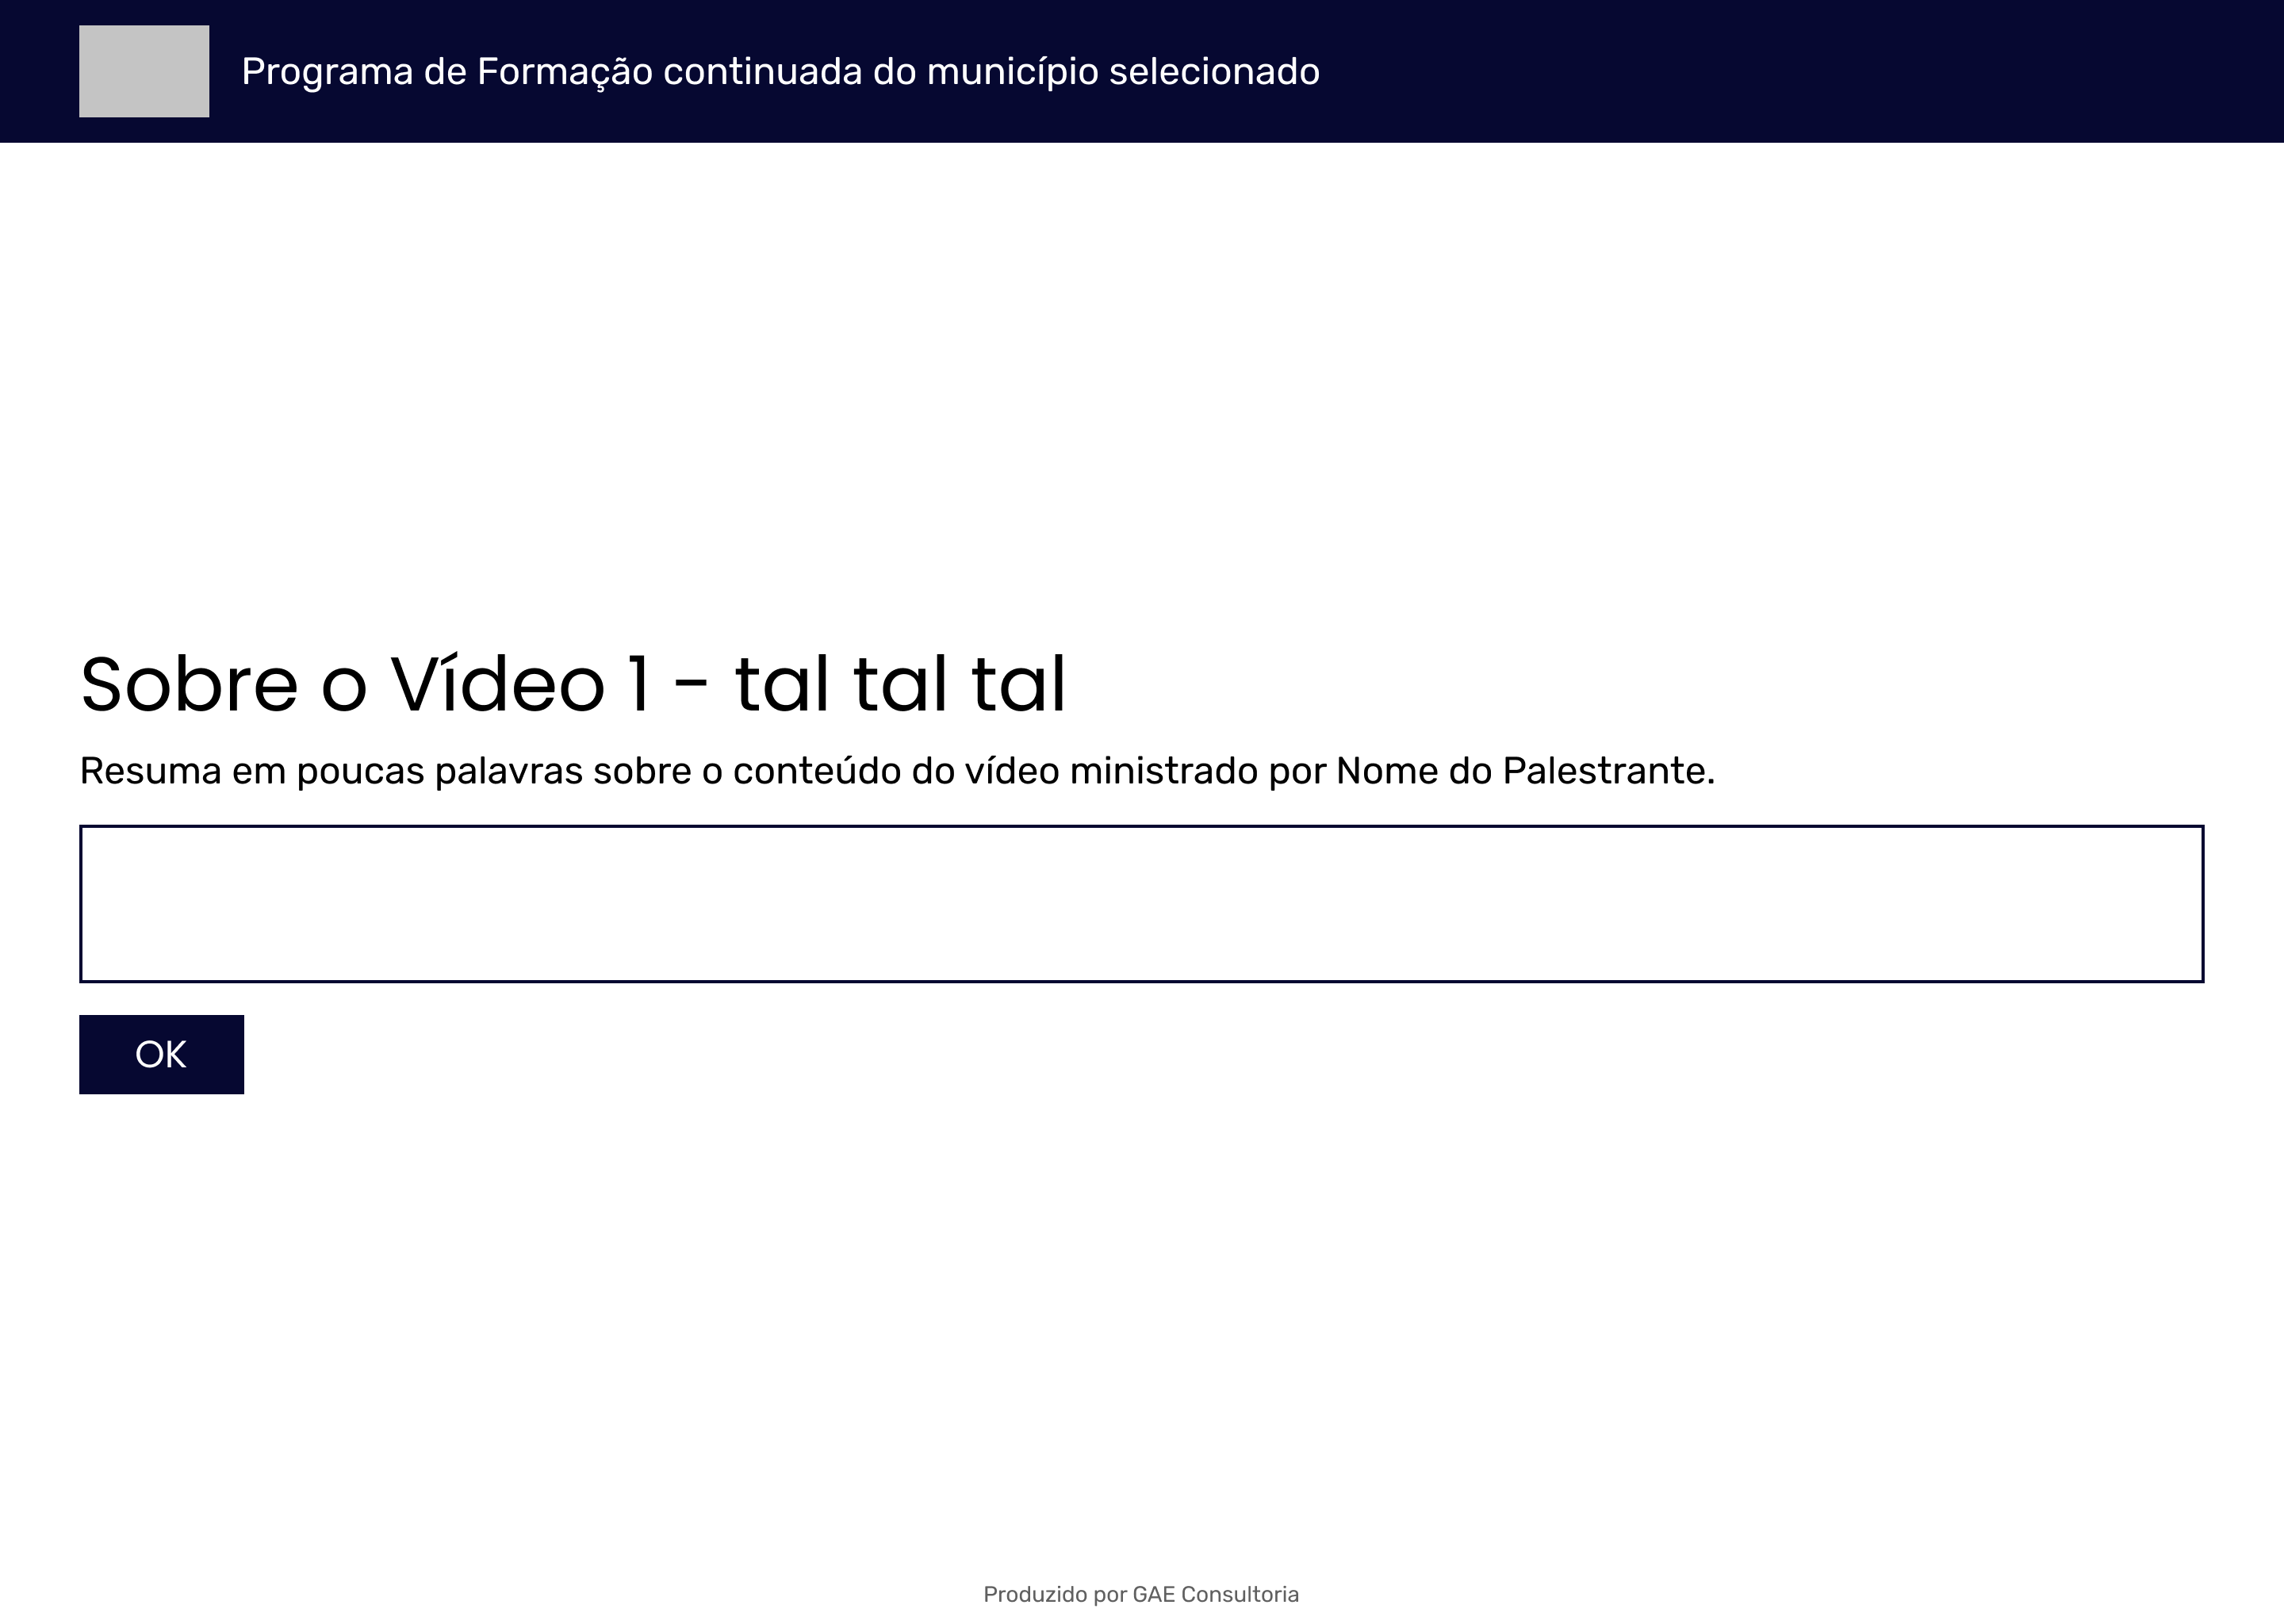 Programa de Formação continuada do município selecionado
Sobre o Vídeo 1 - tal tal tal
Resuma em poucas palavras sobre o conteúdo do vídeo ministrado por Nome do Palestrante.
OK
Produzido por GAE Consultoria